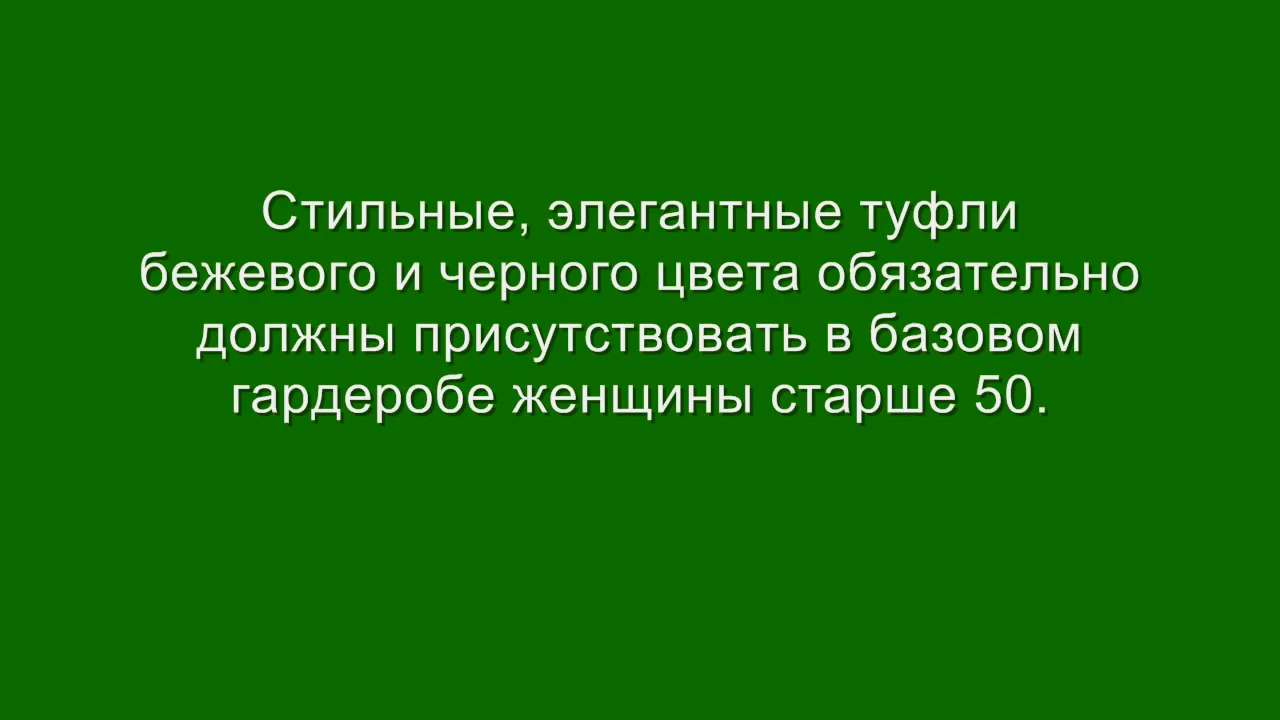 Стильные, элегантные туфли
бежевого и черного цвета обязательно
должны присутствовать в базовом
гардеробе женщины старше 50.